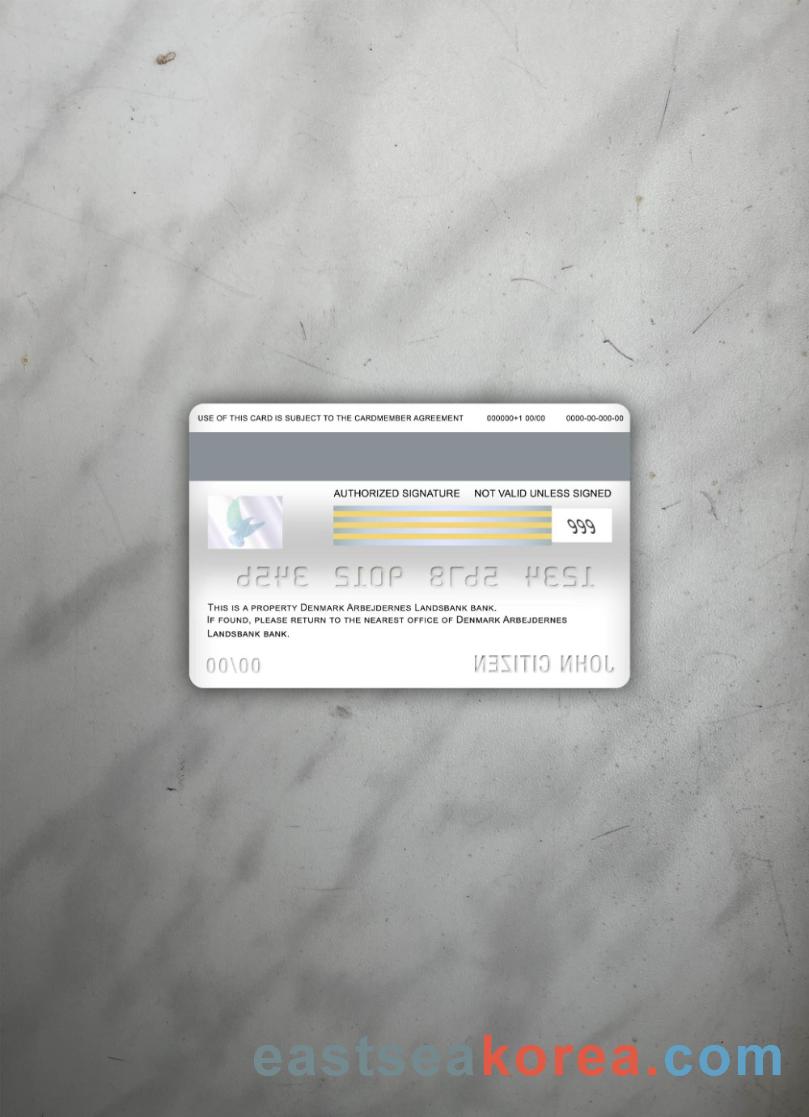 USE OF THIS CARD IS SUBJECT TO THE CARDMEMBER AGREEMENT 000000+1 00/00 0000-00-000-00
AUTHORIZED SIGNATURE NOT VALID UNLESS SIGNED
999
1234 5678 9012 3456
THIS IS A PROPERTY DENMARK ARBEJDERNES LANDSBANK BANK.
IF FOUND, PLEASE RETURN TO THE NEAREST OFFICE OF DENMARK ARBEJDERNES
LANDSBANK BANK.
00/00 JOHN CITIZEN
eastseakorea.com